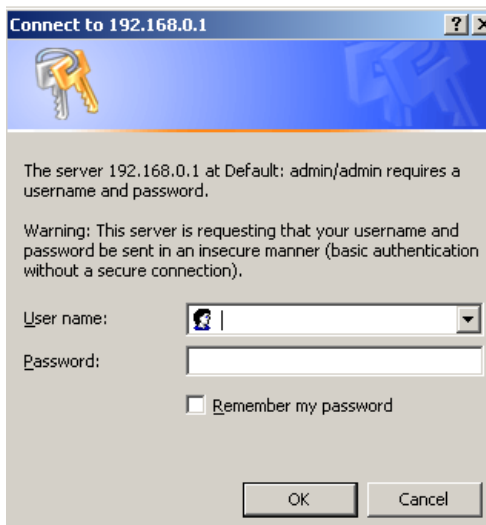 Connect to 192.168.0.1
The server 192.168.0.1 at Default: admin/admin requires a
username and password.
Warning: This server is requesting that your username and
password be sent in an insecure manner (basic authentication
without a secure connection).
User name:
Password:
Remember my password
OK Cancel